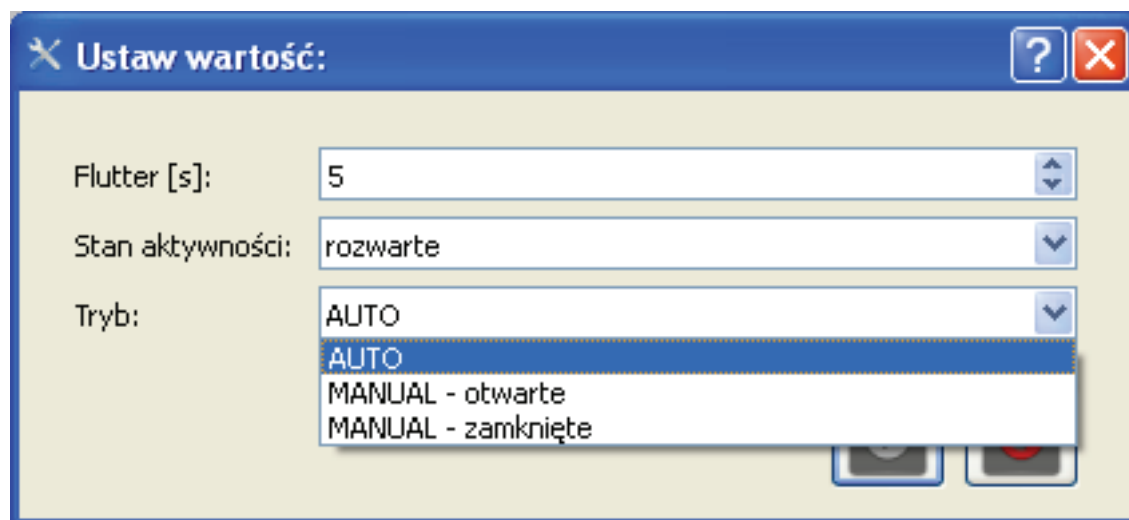 Ustaw wartość:
Flutter [s]: 5
Stan aktywności: rozwarte
Tryb: AUTO
AUTO
MANUAL - otwarte
MANUAL - zamknięte